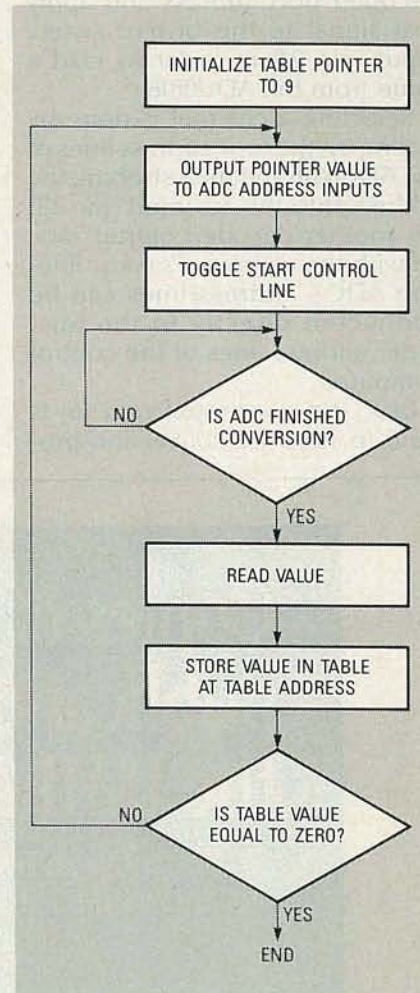 INITIALIZE TABLE POINTER
TO 9
OUTPUT POINTER VALUE
TO ADC ADDRESS INPUTS
TOGGLE START CONTROL
LINE
IS ADC FINISHED
CONVERSION?
NO
YES
READ VALUE
STORE VALUE IN TABLE
AT TABLE ADDRESS
IS TABLE VALUE
EQUAL TO ZERO?
NO
YES
END